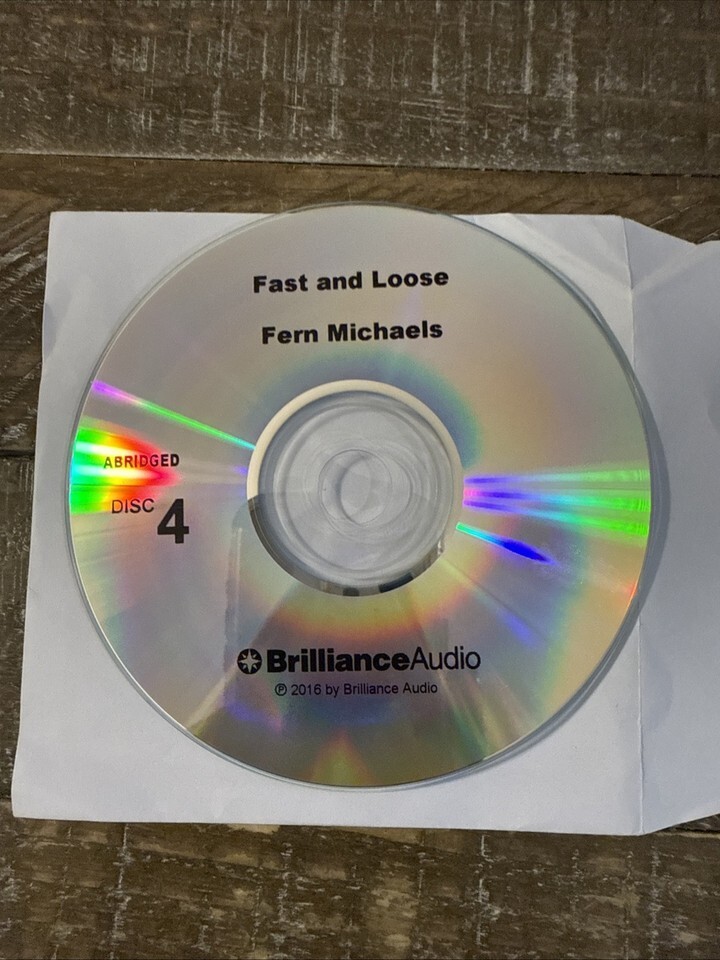 Fast and Loose
Fern Michaels
ABRIDGED
DISC 4
BrillianceAudio
℗ 2016 by Brilliance Audio